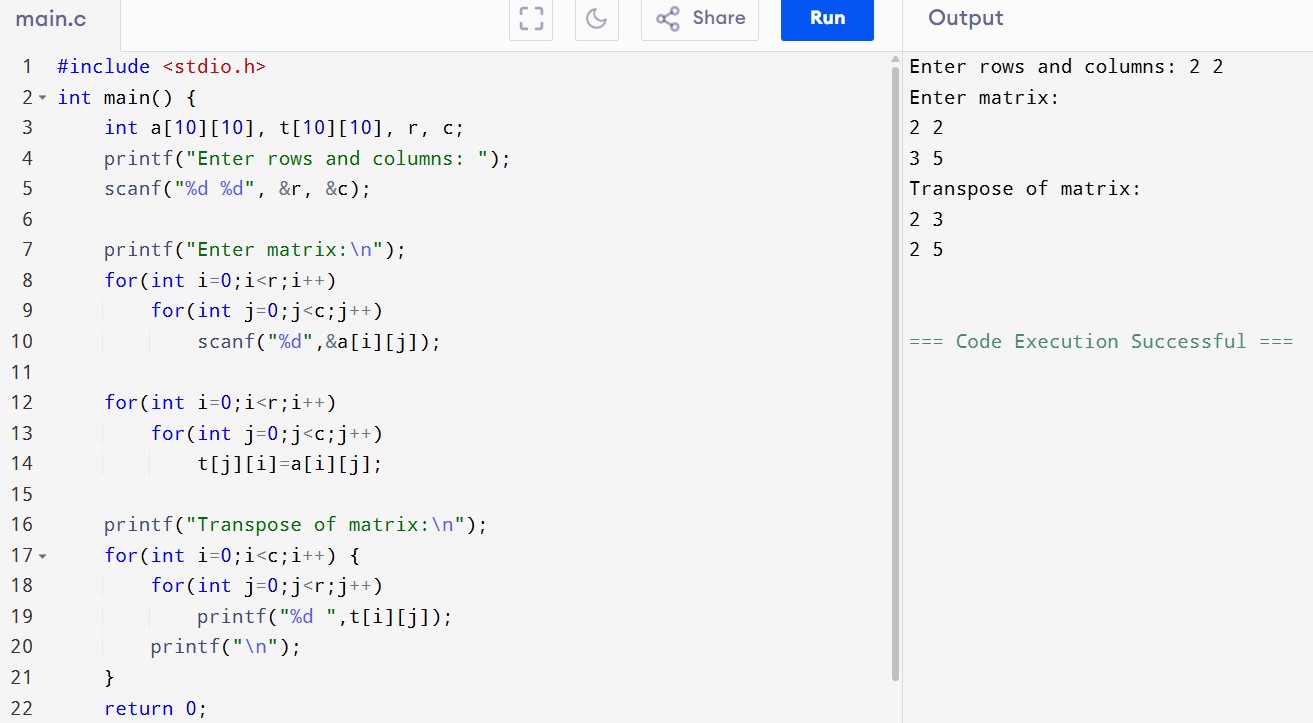 main.c
Share
Run
Output
1 #include <stdio.h>
2 int main() {
3     int a[10][10], t[10][10], r, c;
4     printf("Enter rows and columns: ");
5     scanf("%d %d", &r, &c);
6
7     printf("Enter matrix:\n");
8     for(int i=0;i<r;i++)
9         for(int j=0;j<c;j++)
10             scanf("%d",&a[i][j]);
11
12     for(int i=0;i<r;i++)
13         for(int j=0;j<c;j++)
14             t[j][i]=a[i][j];
15
16     printf("Transpose of matrix:\n");
17     for(int i=0;i<c;i++) {
18         for(int j=0;j<r;j++)
19             printf("%d ",t[i][j]);
20         printf("\n");
21     }
22     return 0;
Enter rows and columns: 2 2
Enter matrix:
2 2
3 5
Transpose of matrix:
2 3
2 5
=== Code Execution Successful ===